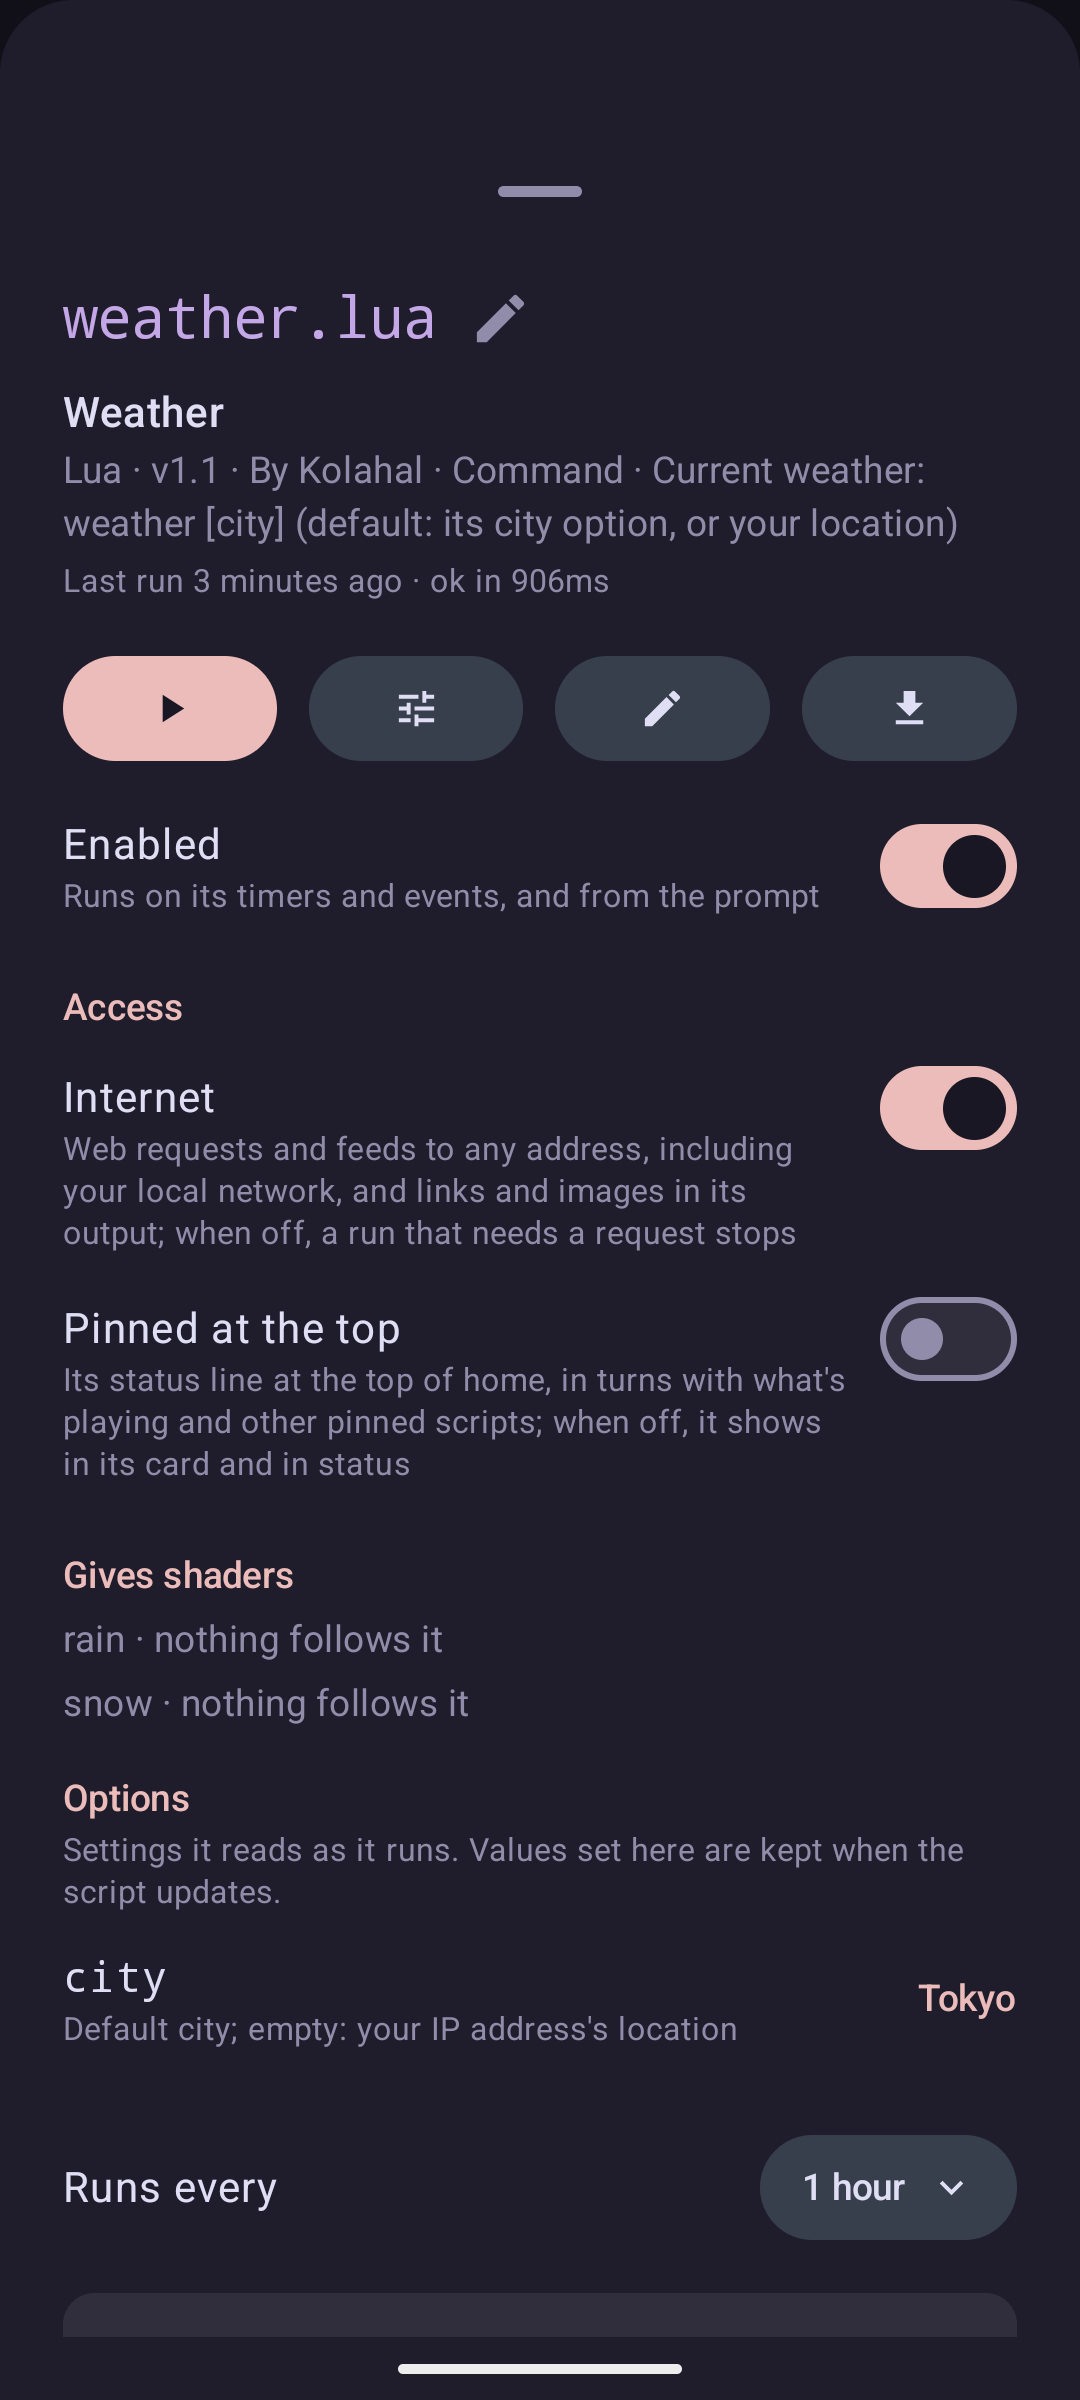 weather.lua
Weather
Lua · v1.1 · By Kolahal · Command · Current weather:
weather [city] (default: its city option, or your location)
Last run 3 minutes ago · ok in 906ms
Enabled
Runs on its timers and events, and from the prompt
Access
Internet
Web requests and feeds to any address, including
your local network, and links and images in its
output; when off, a run that needs a request stops
Pinned at the top
Its status line at the top of home, in turns with what's
playing and other pinned scripts; when off, it shows
in its card and in status
Gives shaders
rain · nothing follows it
snow · nothing follows it
Options
Settings it reads as it runs. Values set here are kept when the
script updates.
city
Default city; empty: your IP address's location
Tokyo
Runs every
1 hour